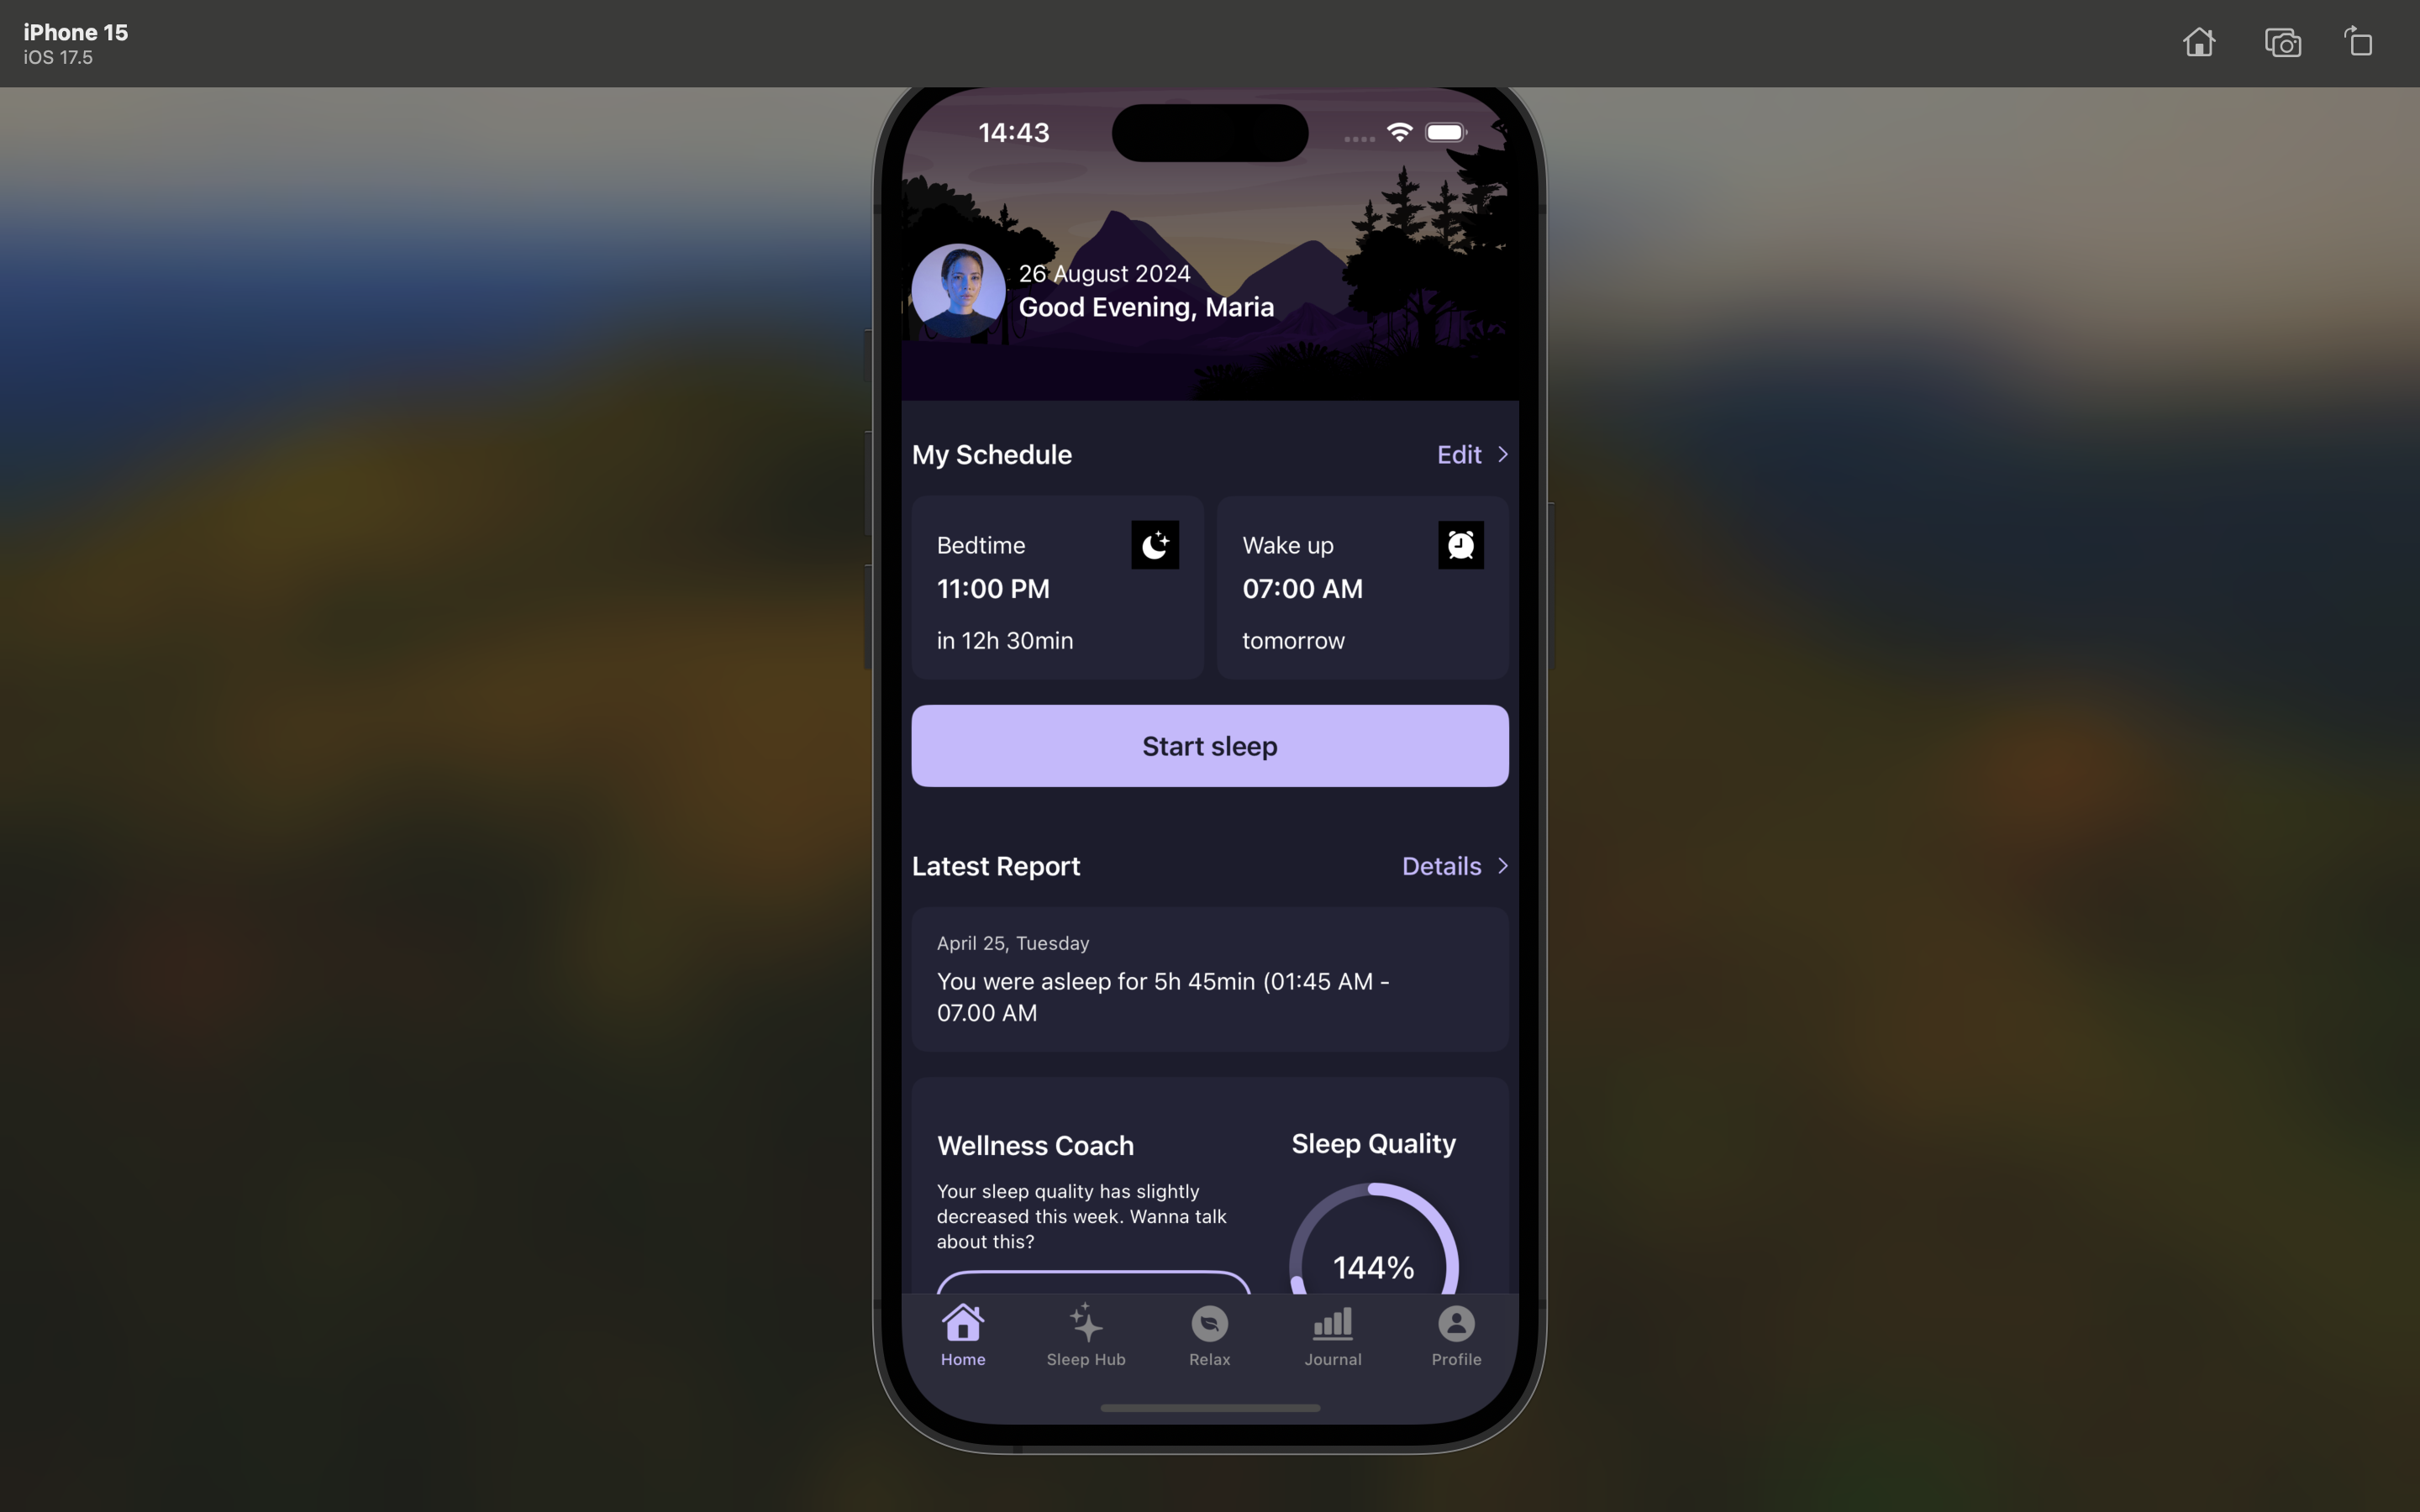 iPhone 15
iOS 17.5
14:43
26 August 2024
Good Evening, Maria
My Schedule
Edit
Bedtime
11:00 PM
in 12h 30min
Wake up
07:00 AM
tomorrow
Start sleep
Latest Report
Details
April 25, Tuesday
You were asleep for 5h 45min (01:45 AM -
07.00 AM
Wellness Coach
Your sleep quality has slightly
decreased this week. Wanna talk
about this?
Sleep Quality
144%
Home
Sleep Hub
Relax
Journal
Profile